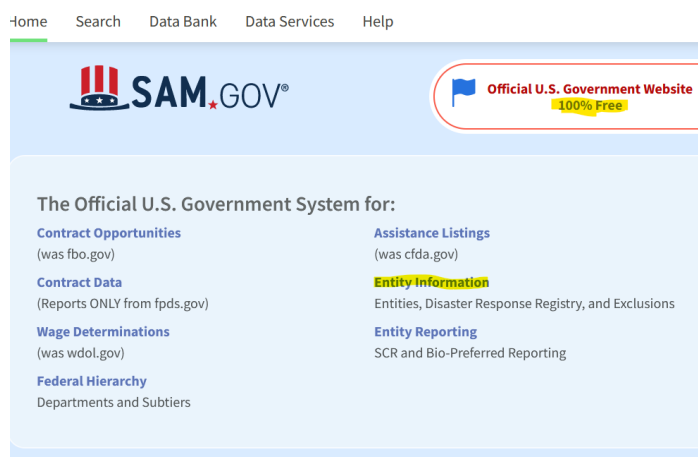 Home Search Data Bank Data Services Help
SAM.GOV®
Official U.S. Government Website
100% Free
The Official U.S. Government System for:
Contract Opportunities
(was fbo.gov)
Contract Data
(Reports ONLY from fpds.gov)
Wage Determinations
(was wdol.gov)
Federal Hierarchy
Departments and Subtiers
Assistance Listings
(was cfda.gov)
Entity Information
Entities, Disaster Response Registry, and Exclusions
Entity Reporting
SCR and Bio-Preferred Reporting